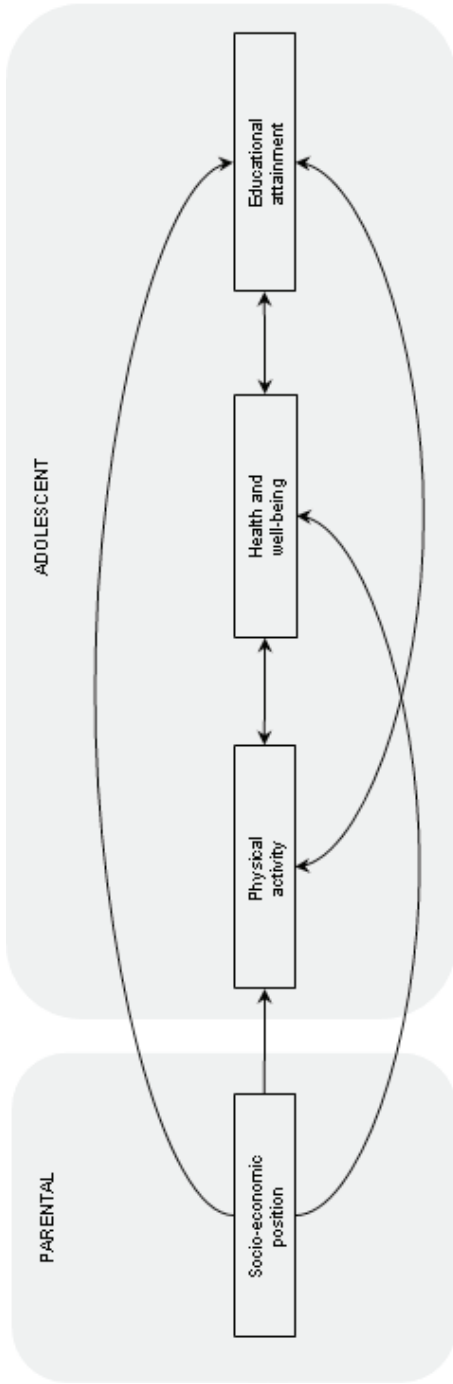 PARENTAL
Socio-economic
position
ADOLESCENT
Physical
activity
Health and
well-being
Educational
attainment